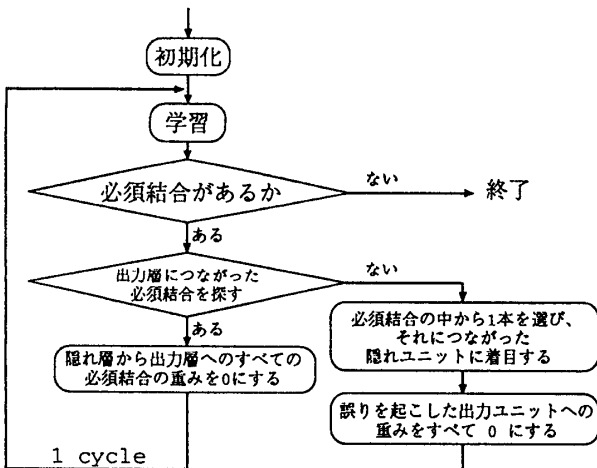 初期化
学習
必須結合があるか
ない
終了
ある
出力層につながった
必須結合を探す
ない
ある
隠れ層から出力層へのすべての
必須結合の重みを0にする
必須結合の中から1本を選び、
それにつながった
隠れユニットに着目する
誤りを起こした出力ユニットへの
重みをすべて 0 にする
1 cycle